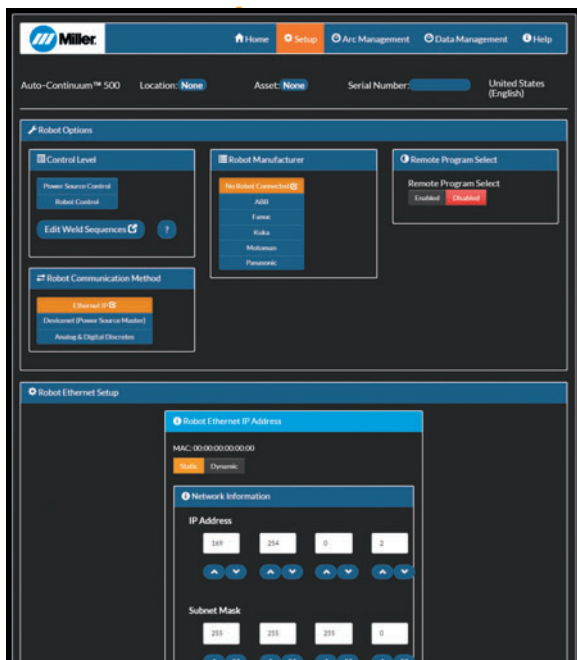 Miller.
Home Setup Arc Management Data Management Help
Auto-Continuum™ 500 Location: None Asset: None Serial Number: United States (English)
Robot Options
Control Level
Power Source Control
Robot Control
Edit Weld Sequences ?
Robot Manufacturer
No Robot Connected
ABB
Fanuc
Kuka
Motoman
Panasonic
Remote Program Select
Remote Program Select
Enabled Disabled
Robot Communication Method
Ethernet IP
Devicenet (Power Source Master)
Analog & Digital Discretes
Robot Ethernet Setup
Robot Ethernet IP Address
MAC: 00:00:00:00:00:00
Static Dynamic
Network Information
IP Address
169 254 0 2
Subnet Mask
255 255 255 0